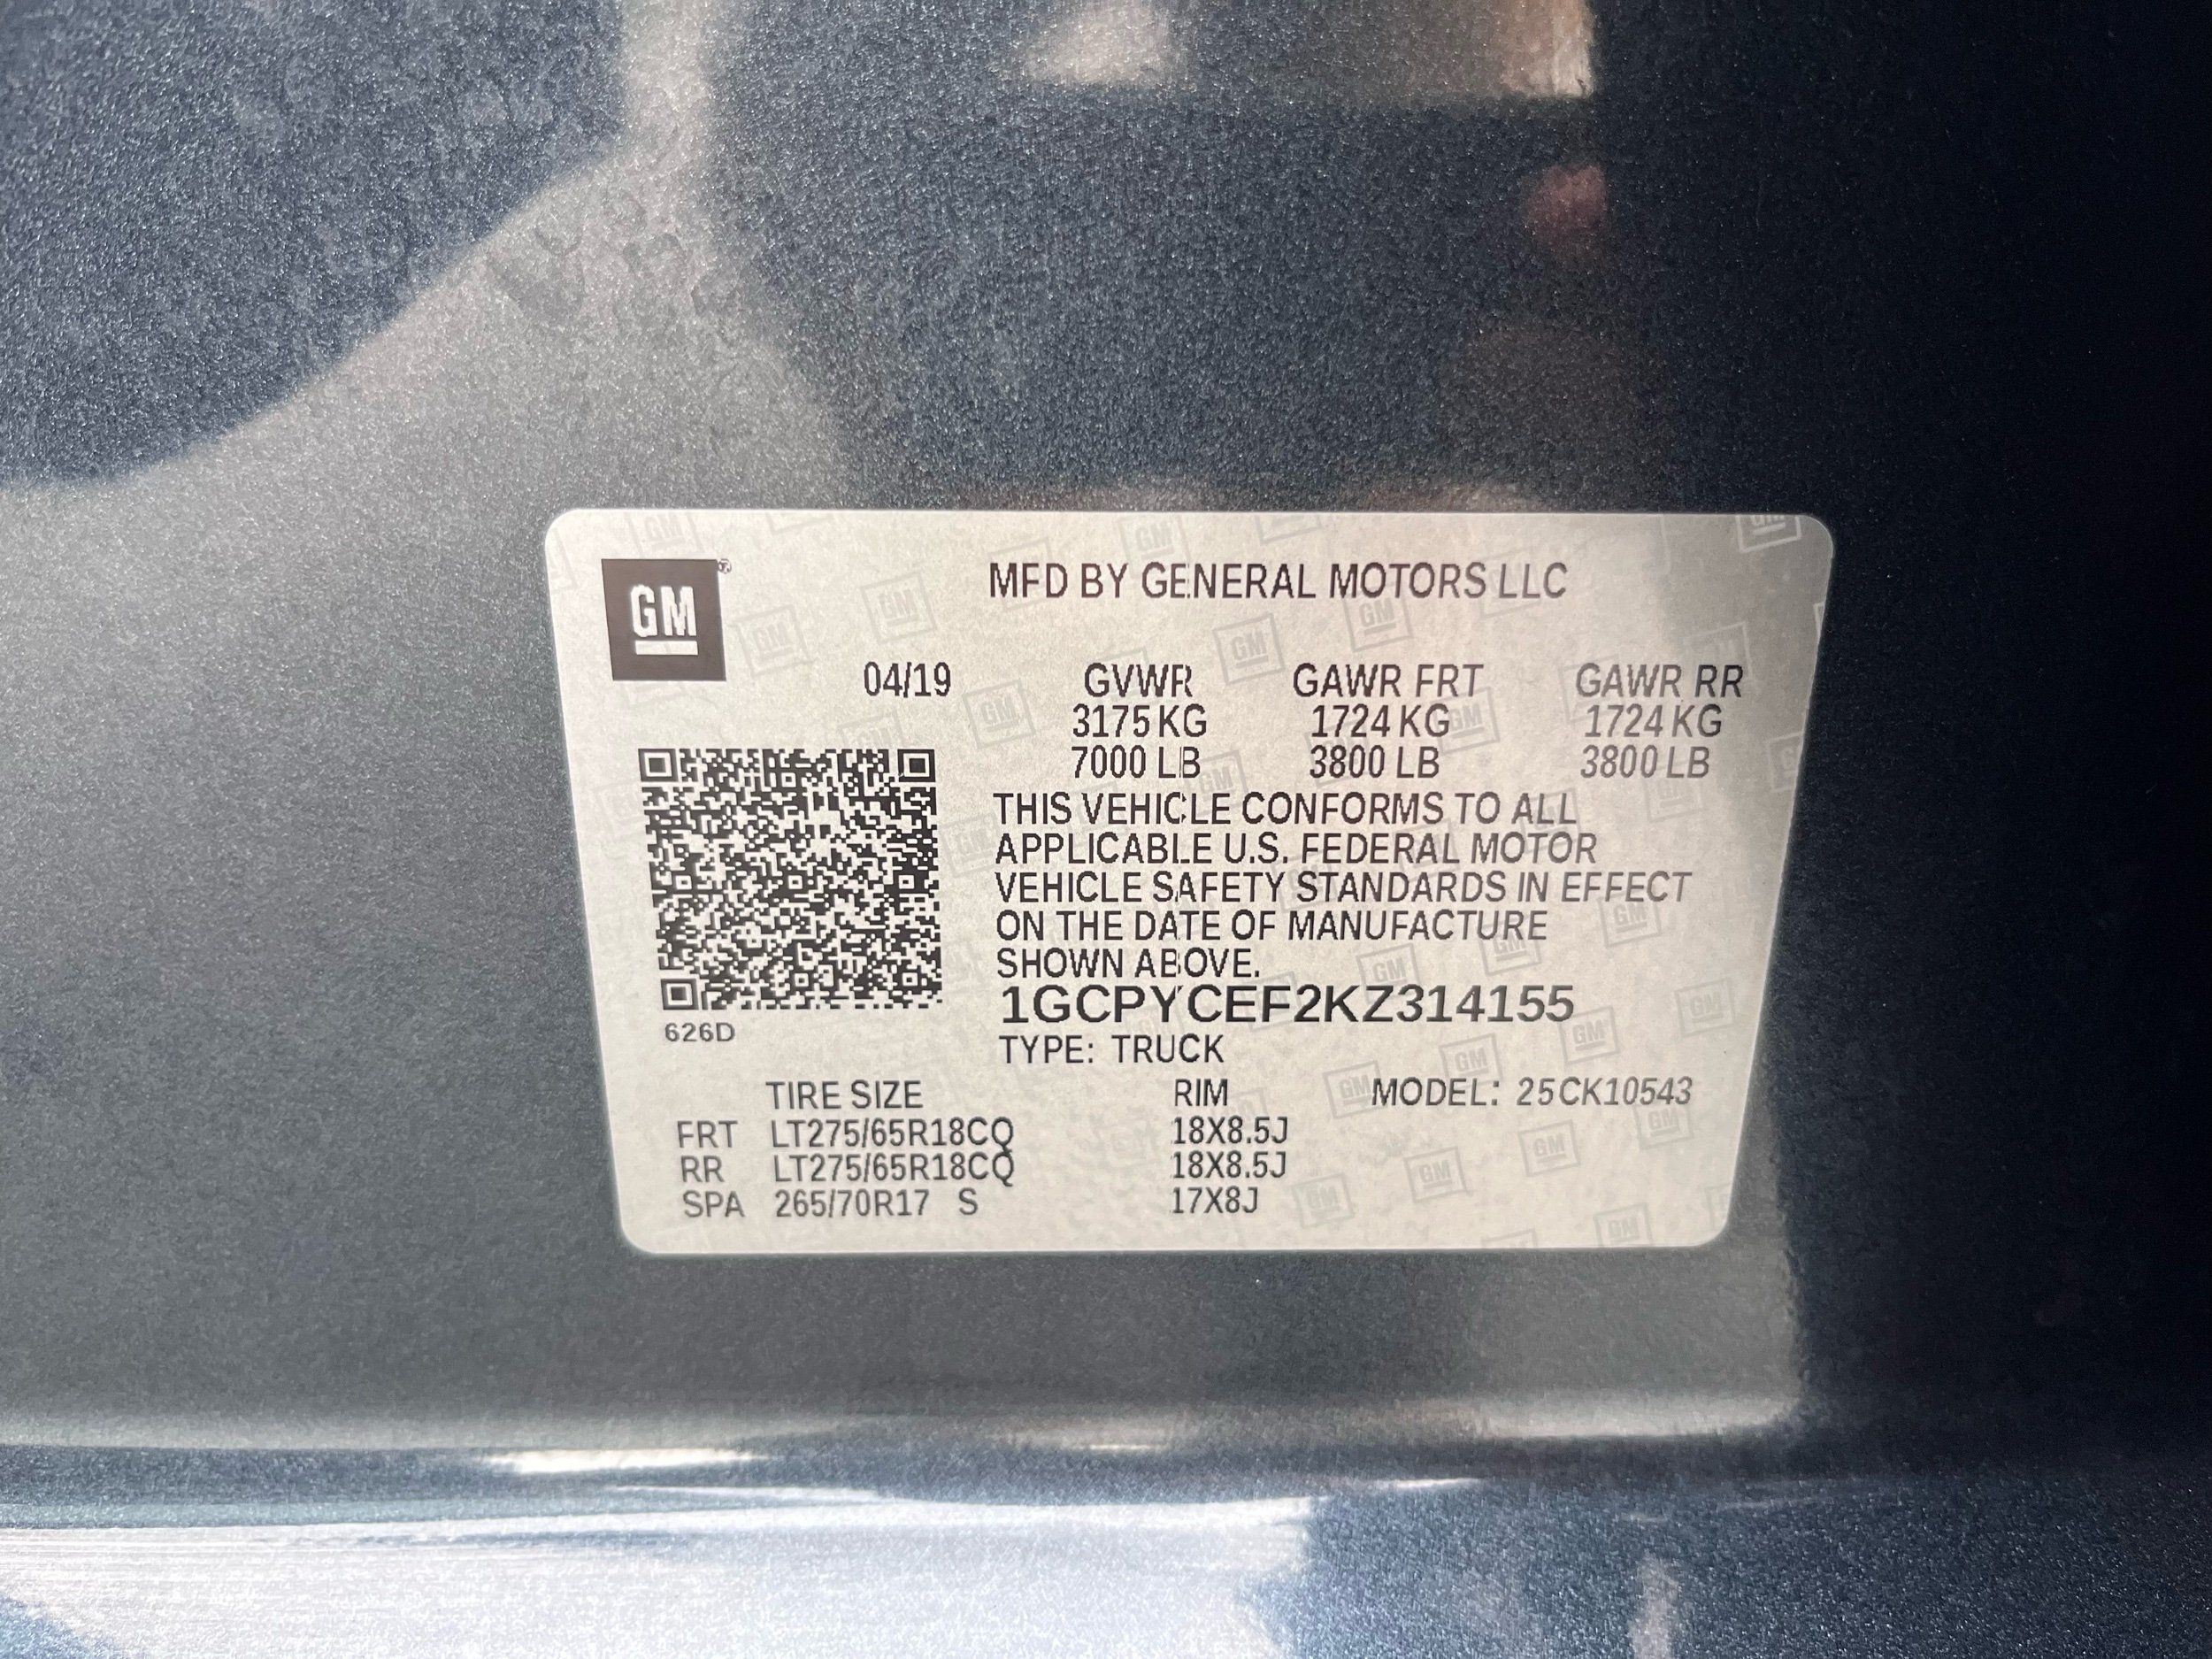 GM
MFD BY GENERAL MOTORS LLC
04/19 GVWR GAWR FRT GAWR RR
3175 KG 1724 KG 1724 KG
7000 LB 3800 LB 3800 LB
THIS VEHICLE CONFORMS TO ALL
APPLICABLE U.S. FEDERAL MOTOR
VEHICLE SAFETY STANDARDS IN EFFECT
ON THE DATE OF MANUFACTURE
SHOWN ABOVE.
1GCPYCEF2KZ314155
626D
TYPE: TRUCK
TIRE SIZE RIM MODEL: 25CK10543
FRT LT275/65R18CQ 18X8.5J
RR LT275/65R18CQ 18X8.5J
SPA 265/70R17 S 17X8J